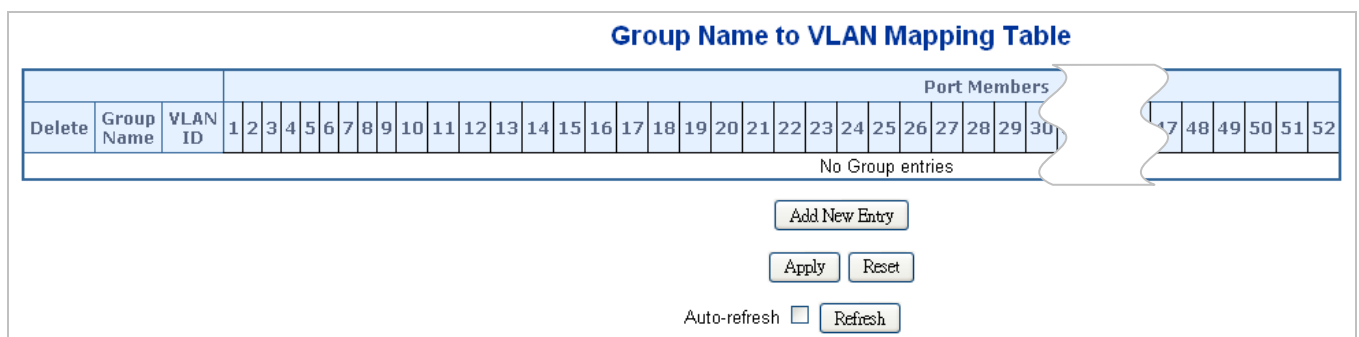 Group Name to VLAN Mapping Table
Port Members
Delete Group Name VLAN ID 1 2 3 4 5 6 7 8 9 10 11 12 13 14 15 16 17 18 19 20 21 22 23 24 25 26 27 28 29 30 47 48 49 50 51 52
No Group entries
Add New Entry
Apply Reset
Auto-refresh Refresh